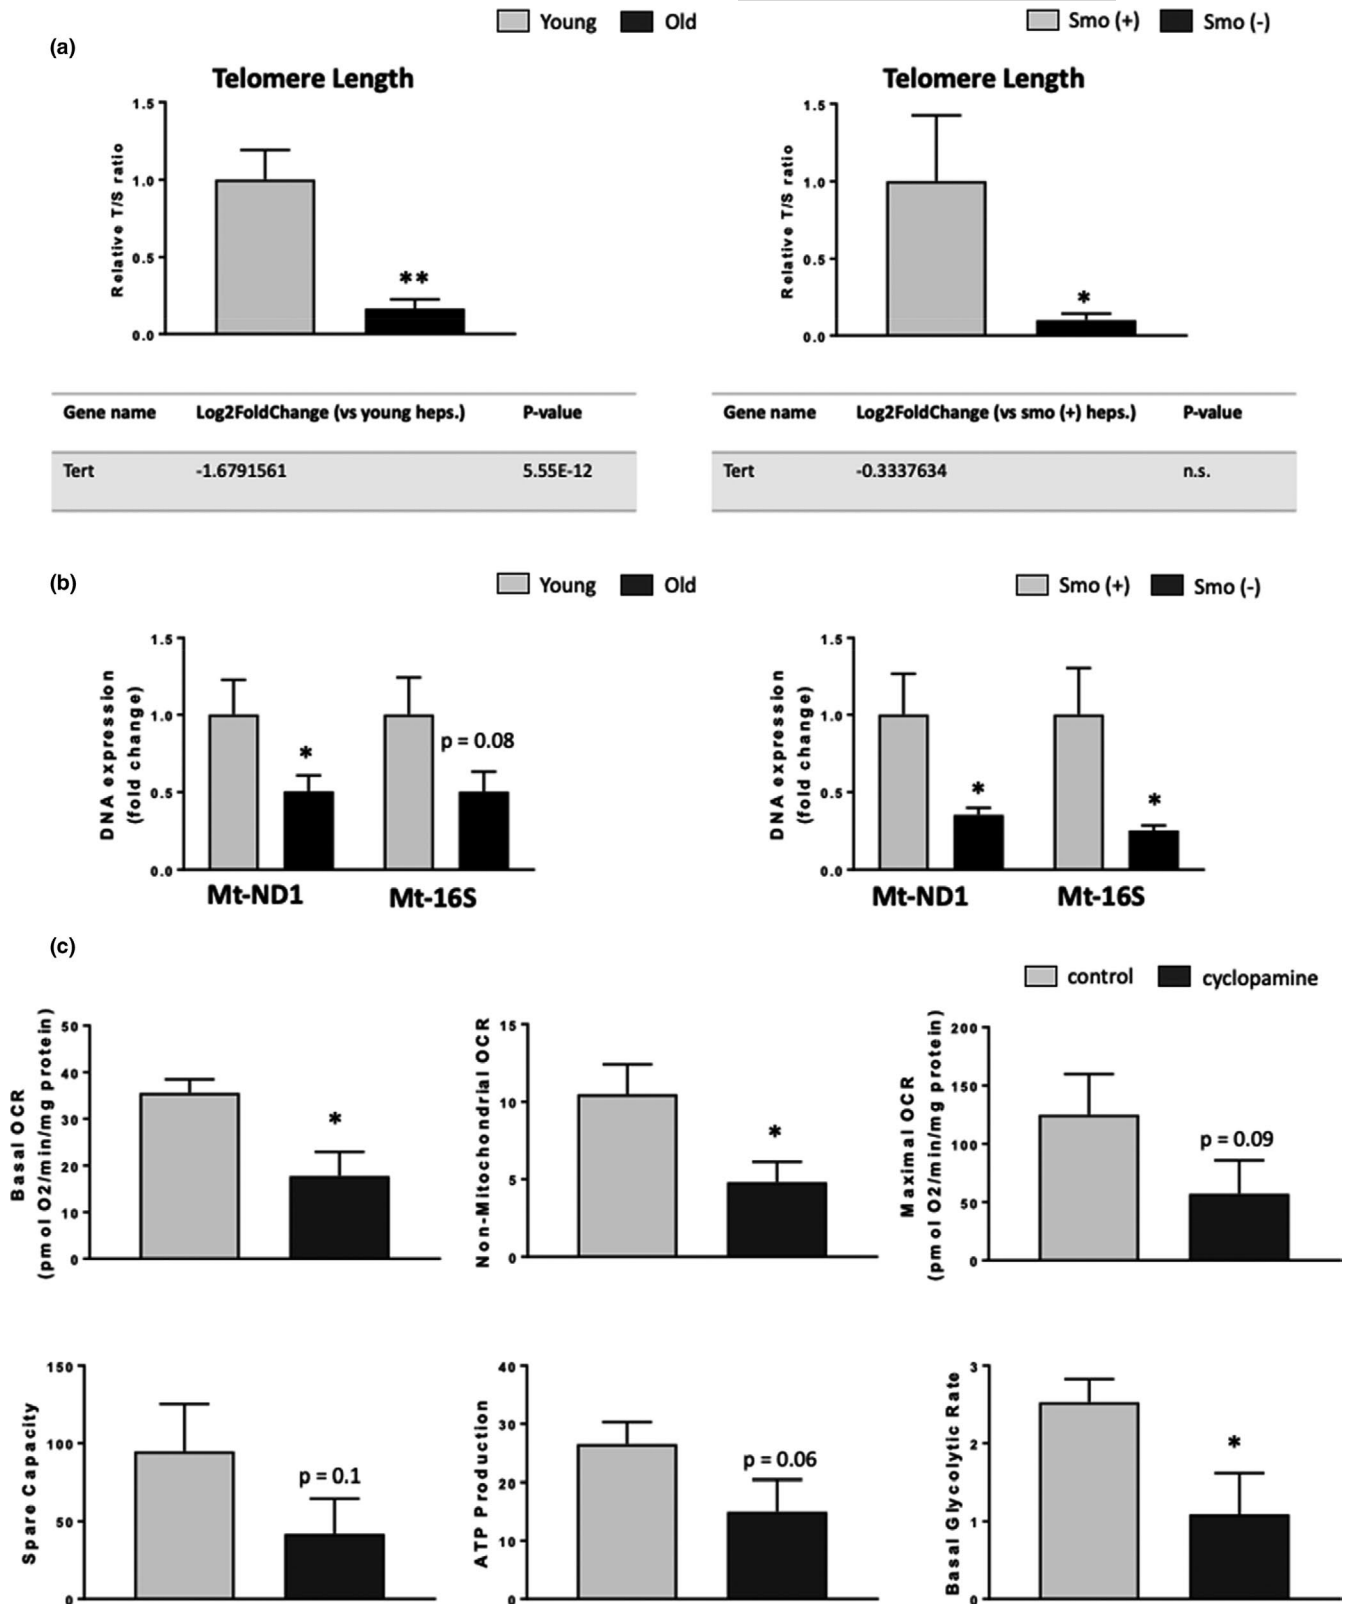 Young Old
Smo (+) Smo (-)
(a)
Telomere Length
Relative T/S ratio
1.5
1.0
0.5
0.0
**
Telomere Length
Relative T/S ratio
1.5
1.0
0.5
0.0
*
Gene name Log2FoldChange (vs young heps.) P-value
Tert -1.6791561 5.55E-12
Gene name Log2FoldChange (vs smo (+) heps.) P-value
Tert -0.3337634 n.s.
(b)
Young Old
Smo (+) Smo (-)
DNA expression
(fold change)
1.5
1.0
0.5
0.0
*
p = 0.08
Mt-ND1 Mt-16S
DNA expression
(fold change)
1.5
1.0
0.5
0.0
*
*
Mt-ND1 Mt-16S
(c)
control cyclopamine
Basal OCR
(pmol O2/min/mg protein)
50
40
30
20
10
0
*
Non-Mitochondrial OCR
15
10
5
0
*
Maximal OCR
(pmol O2/min/mg protein)
200
150
100
50
0
p = 0.09
Spare Capacity
150
100
50
0
p = 0.1
ATP Production
40
30
20
10
0
p = 0.06
Basal Glycolytic Rate
3
2
1
0
*